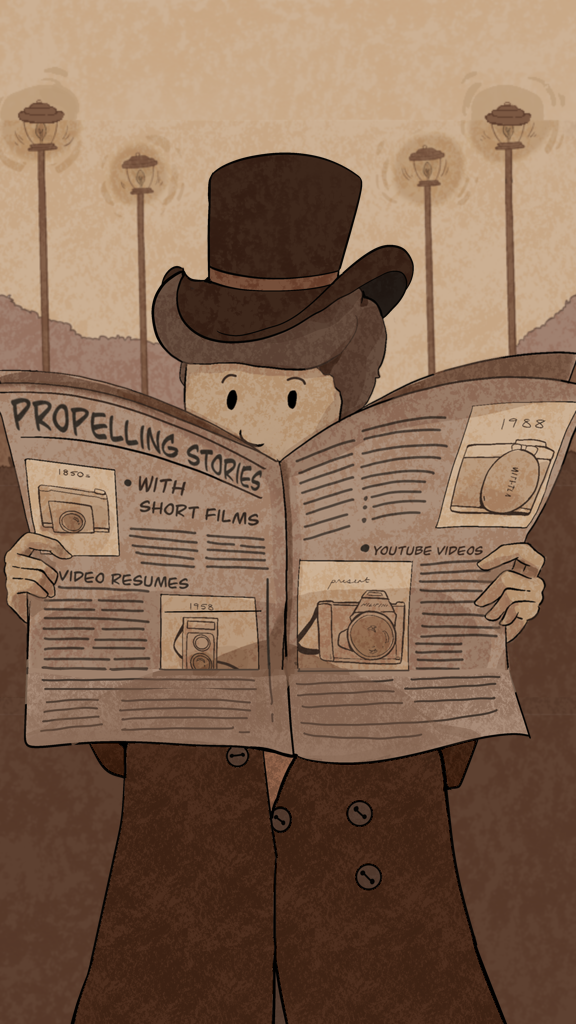 PROPELLING STORIES
1850s
• WITH
SHORT FILMS
VIDEO RESUMES
1958
1988
• YOUTUBE VIDEOS
present